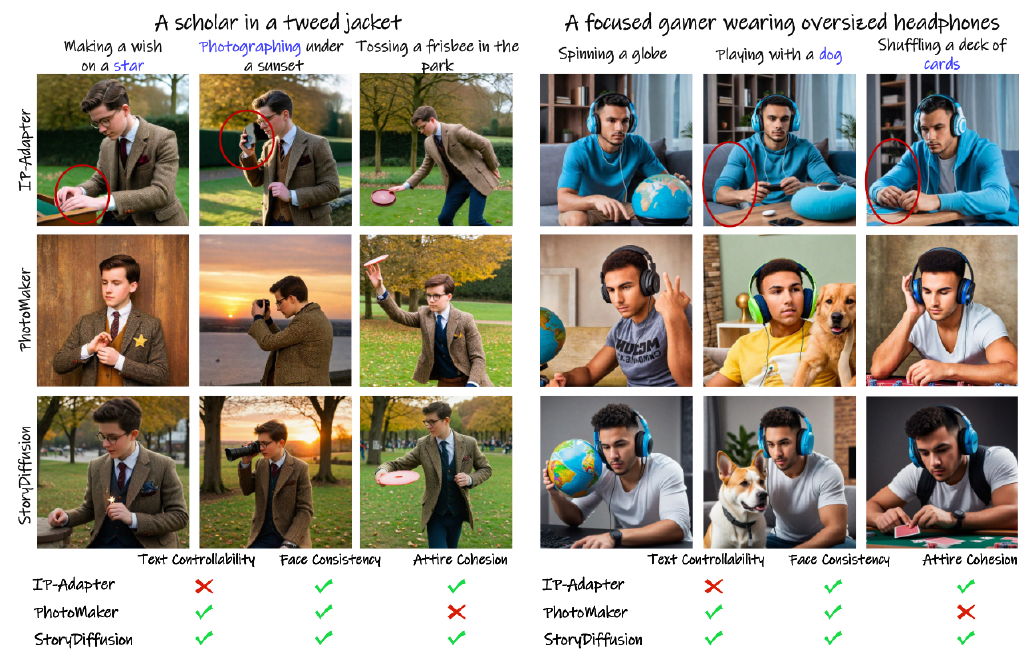 A scholar in a tweed jacket
Making a wish
on a star
Photographing under
a sunset
Tossing a frisbee in the
park
A focused gamer wearing oversized headphones
Spinning a globe
Playing with a dog
Shuffling a deck of
cards
IP-Adapter
PhotoMaker
StoryDiffusion
Text Controllability Face Consistency Attire Cohesion
IP-Adapter
PhotoMaker
StoryDiffusion
Text Controllability Face Consistency Attire Cohesion
IP-Adapter
PhotoMaker
StoryDiffusion